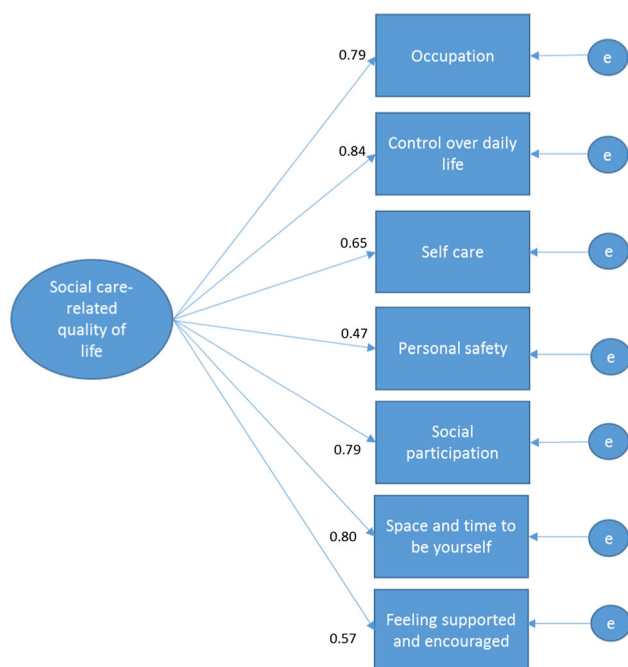 0.79
Occupation
e
0.84
Control over daily
life
e
0.65
Self care
e
Social care-
related
quality of
life
0.47
Personal safety
e
0.79
Social
participation
e
0.80
Space and time to
be yourself
e
0.57
Feeling supported
and encouraged
e